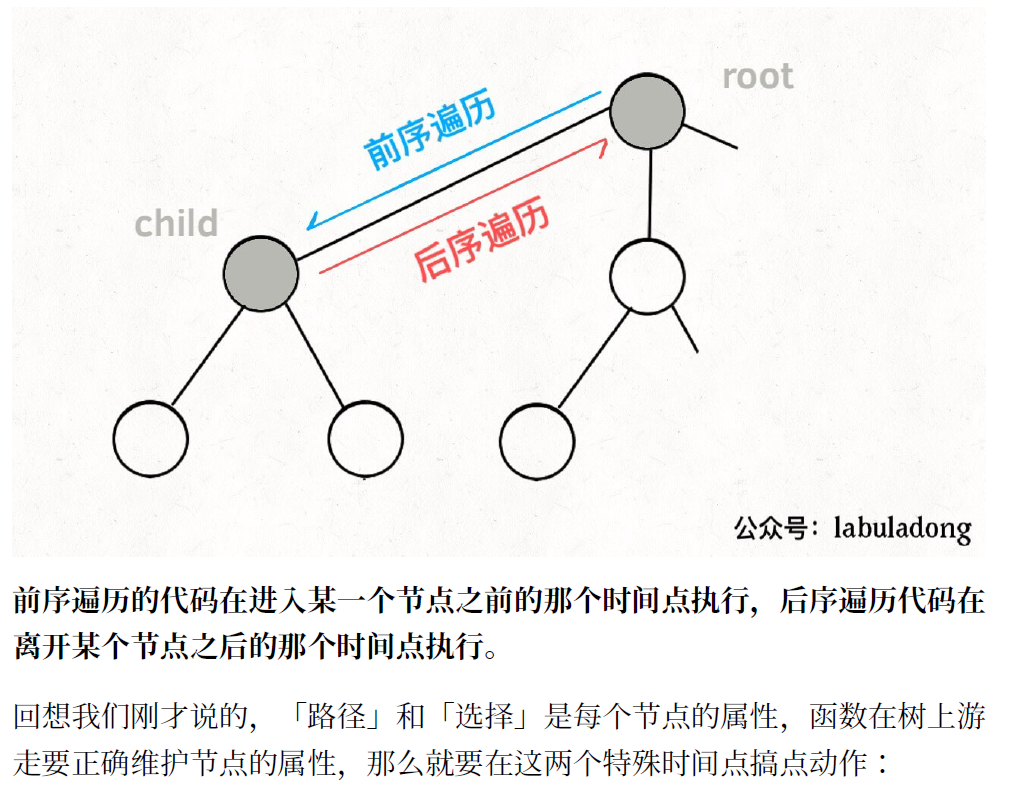 root
前序遍历
child
后序遍历
公众号：labuladong
前序遍历的代码在进入某一个节点之前的那个时间点执行，后序遍历代码在
离开某个节点之后的那个时间点执行。
回想我们刚才说的，「路径」和「选择」是每个节点的属性，函数在树上游
走要正确维护节点的属性，那么就要在这两个特殊时间点搞点动作：